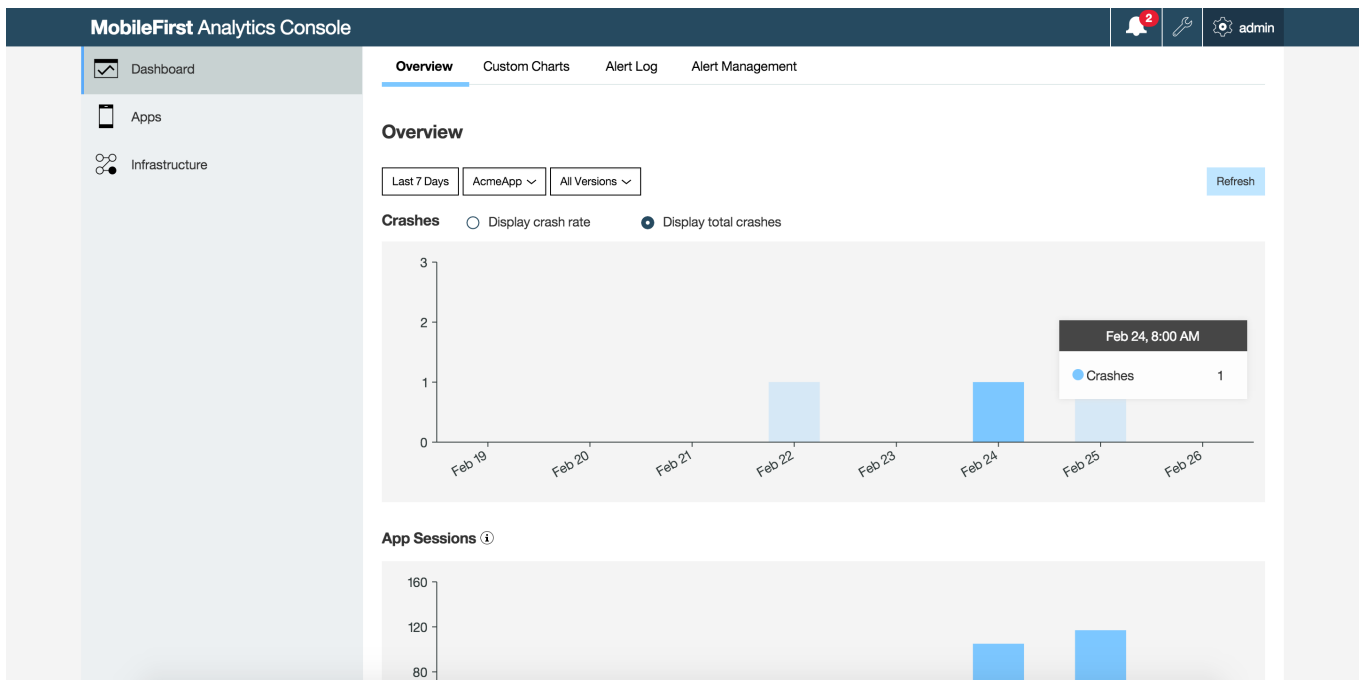 MobileFirst Analytics Console
2
admin
Dashboard
Apps
Infrastructure
Overview Custom Charts Alert Log Alert Management
Overview
Last 7 Days AcmeApp All Versions Refresh
Crashes Display crash rate Display total crashes
3
2
1
0
Feb 24, 8:00 AM
Crashes 1
Feb 19 Feb 20 Feb 21 Feb 22 Feb 23 Feb 24 Feb 25 Feb 26
App Sessions i
160
120
80